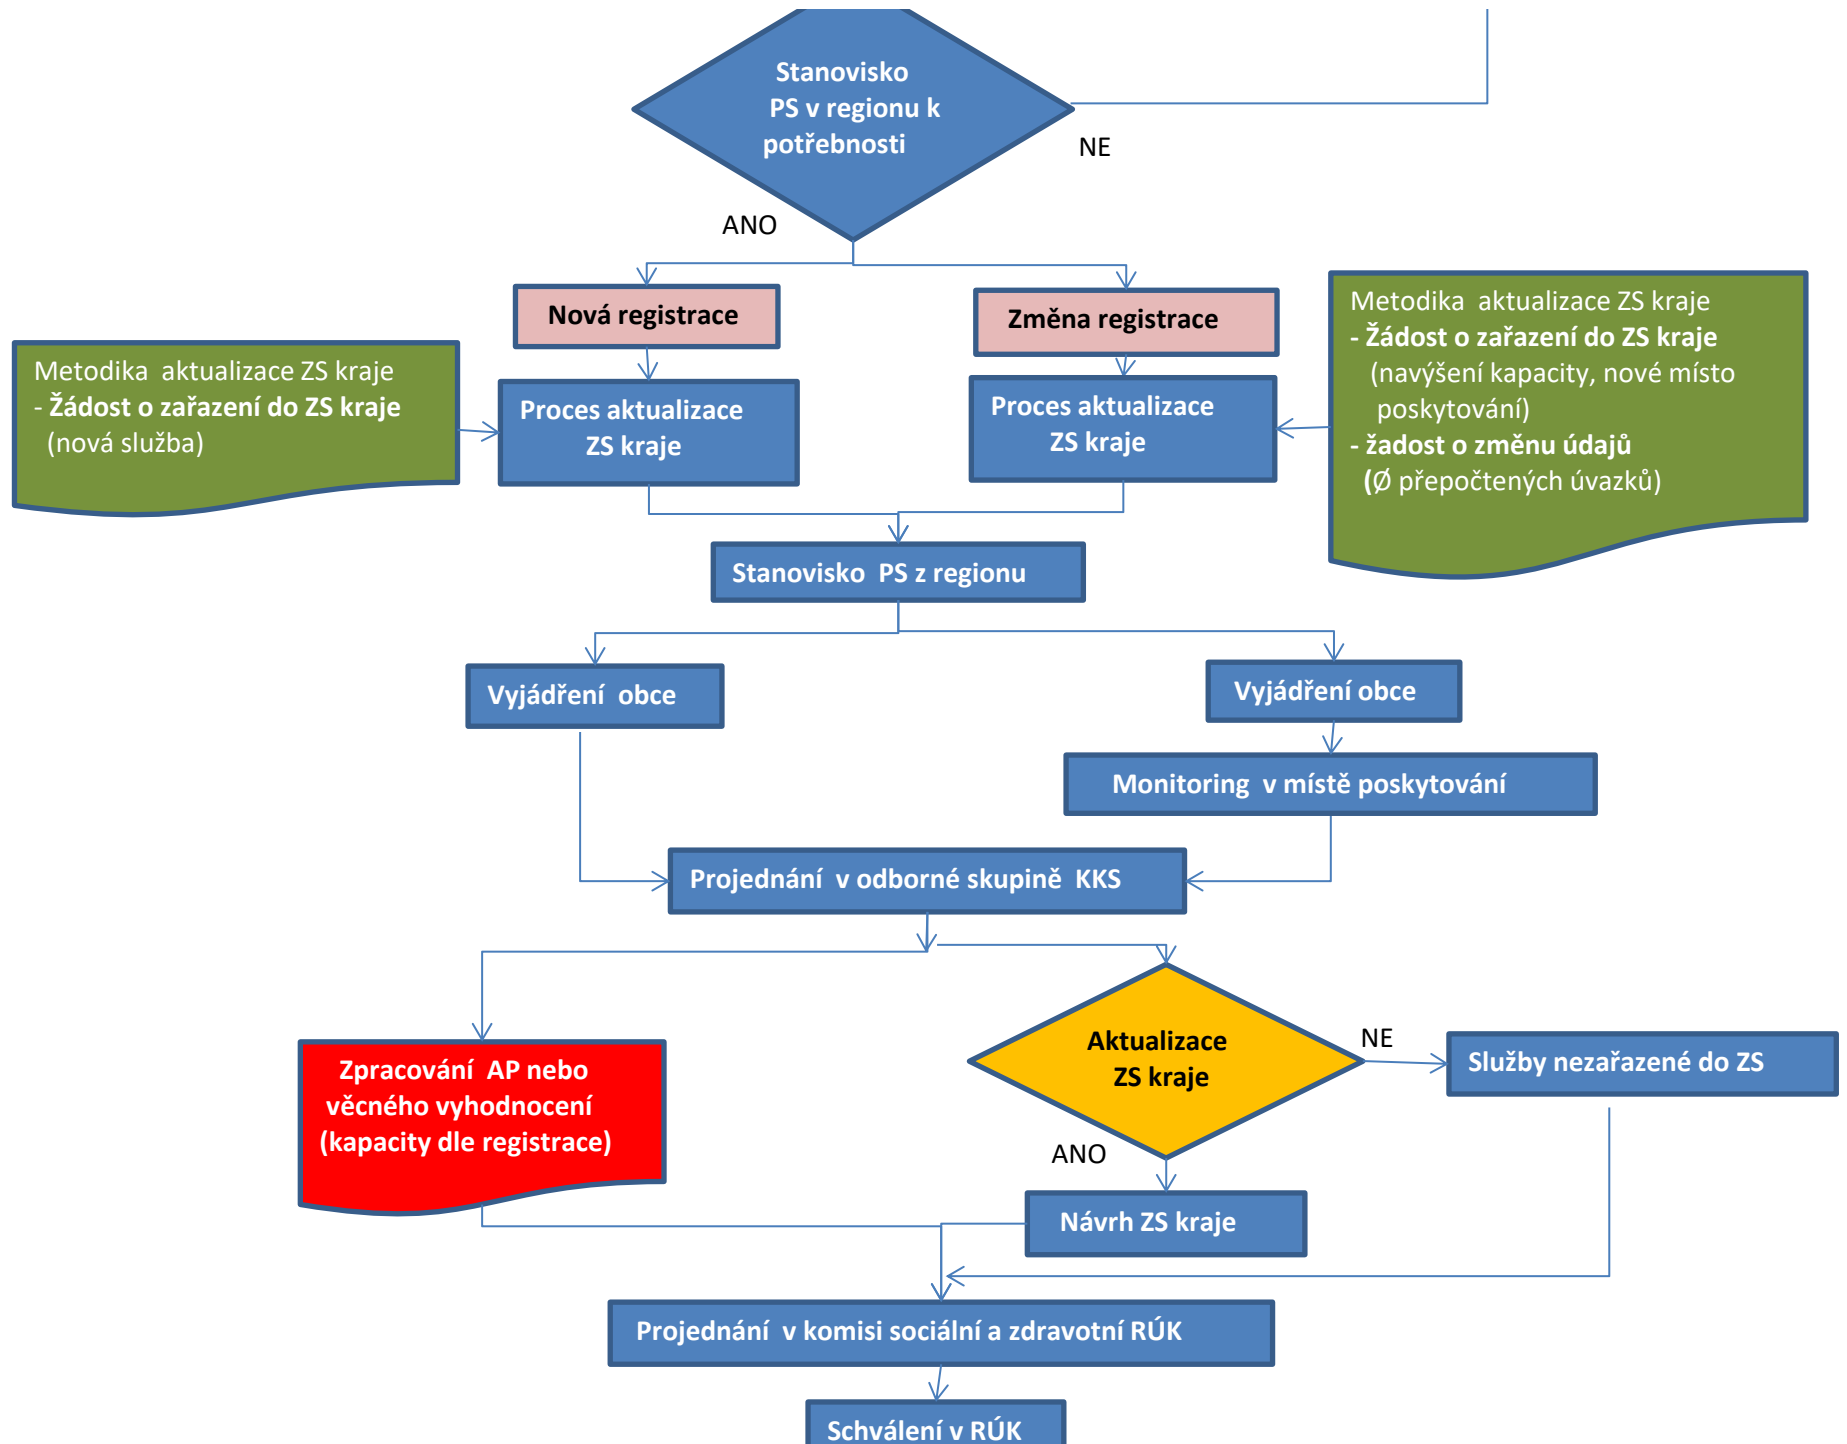 Stanovisko
PS v regionu k
potřebnosti
NE
ANO
Nová registrace
Změna registrace
Metodika aktualizace ZS kraje
- Žádost o zařazení do ZS kraje
(nová služba)
Proces aktualizace
ZS kraje
Proces aktualizace
ZS kraje
Metodika aktualizace ZS kraje
- Žádost o zařazení do ZS kraje
(navýšení kapacity, nové místo
poskytování)
- žadost o změnu údajů
(Ø přepočtených úvazků)
Stanovisko PS z regionu
Vyjádření obce
Vyjádření obce
Monitoring v místě poskytování
Projednání v odborné skupině KKS
Zpracování AP nebo
věcného vyhodnocení
(kapacity dle registrace)
Aktualizace
ZS kraje
NE
Služby nezařazené do ZS
ANO
Návrh ZS kraje
Projednání v komisi sociální a zdravotní RÚK
Schválení v RÚK